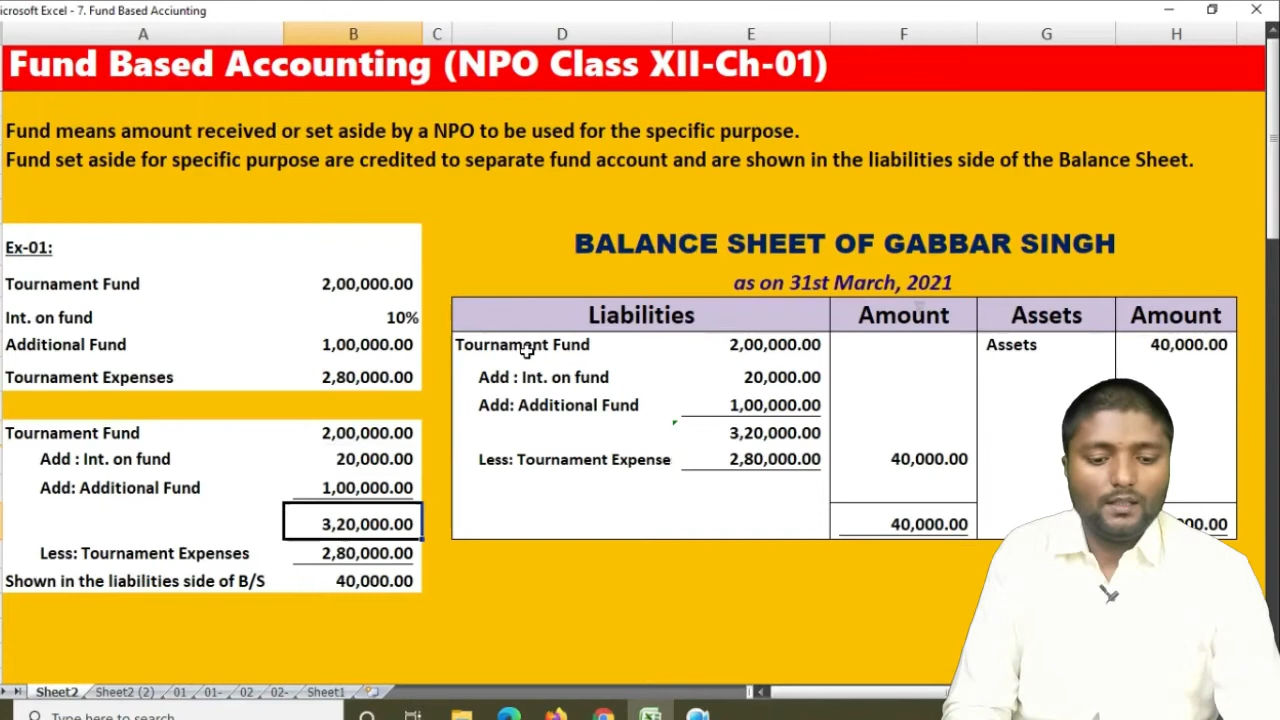 icrosoft Excel - 7. Fund Based Acciunting
A B C D E F G H
Fund Based Accounting (NPO Class XII-Ch-01)
Fund means amount received or set aside by a NPO to be used for the specific purpose.
Fund set aside for specific purpose are credited to separate fund account and are shown in the liabilities side of the Balance Sheet.
Ex-01:
Tournament Fund 2,00,000.00
Int. on fund 10%
Additional Fund 1,00,000.00
Tournament Expenses 2,80,000.00
Tournament Fund 2,00,000.00
Add : Int. on fund 20,000.00
Add: Additional Fund 1,00,000.00
3,20,000.00
Less: Tournament Expenses 2,80,000.00
Shown in the liabilities side of B/S 40,000.00
BALANCE SHEET OF GABBAR SINGH
as on 31st March, 2021
Liabilities Amount Assets Amount
Tournament Fund 2,00,000.00 Assets 40,000.00
Add : Int. on fund 20,000.00
Add: Additional Fund 1,00,000.00
3,20,000.00
Less: Tournament Expense 2,80,000.00 40,000.00
40,000.00
Sheet2 Sheet2 (2) 01 01- 02 02- Sheet1
Type here to search